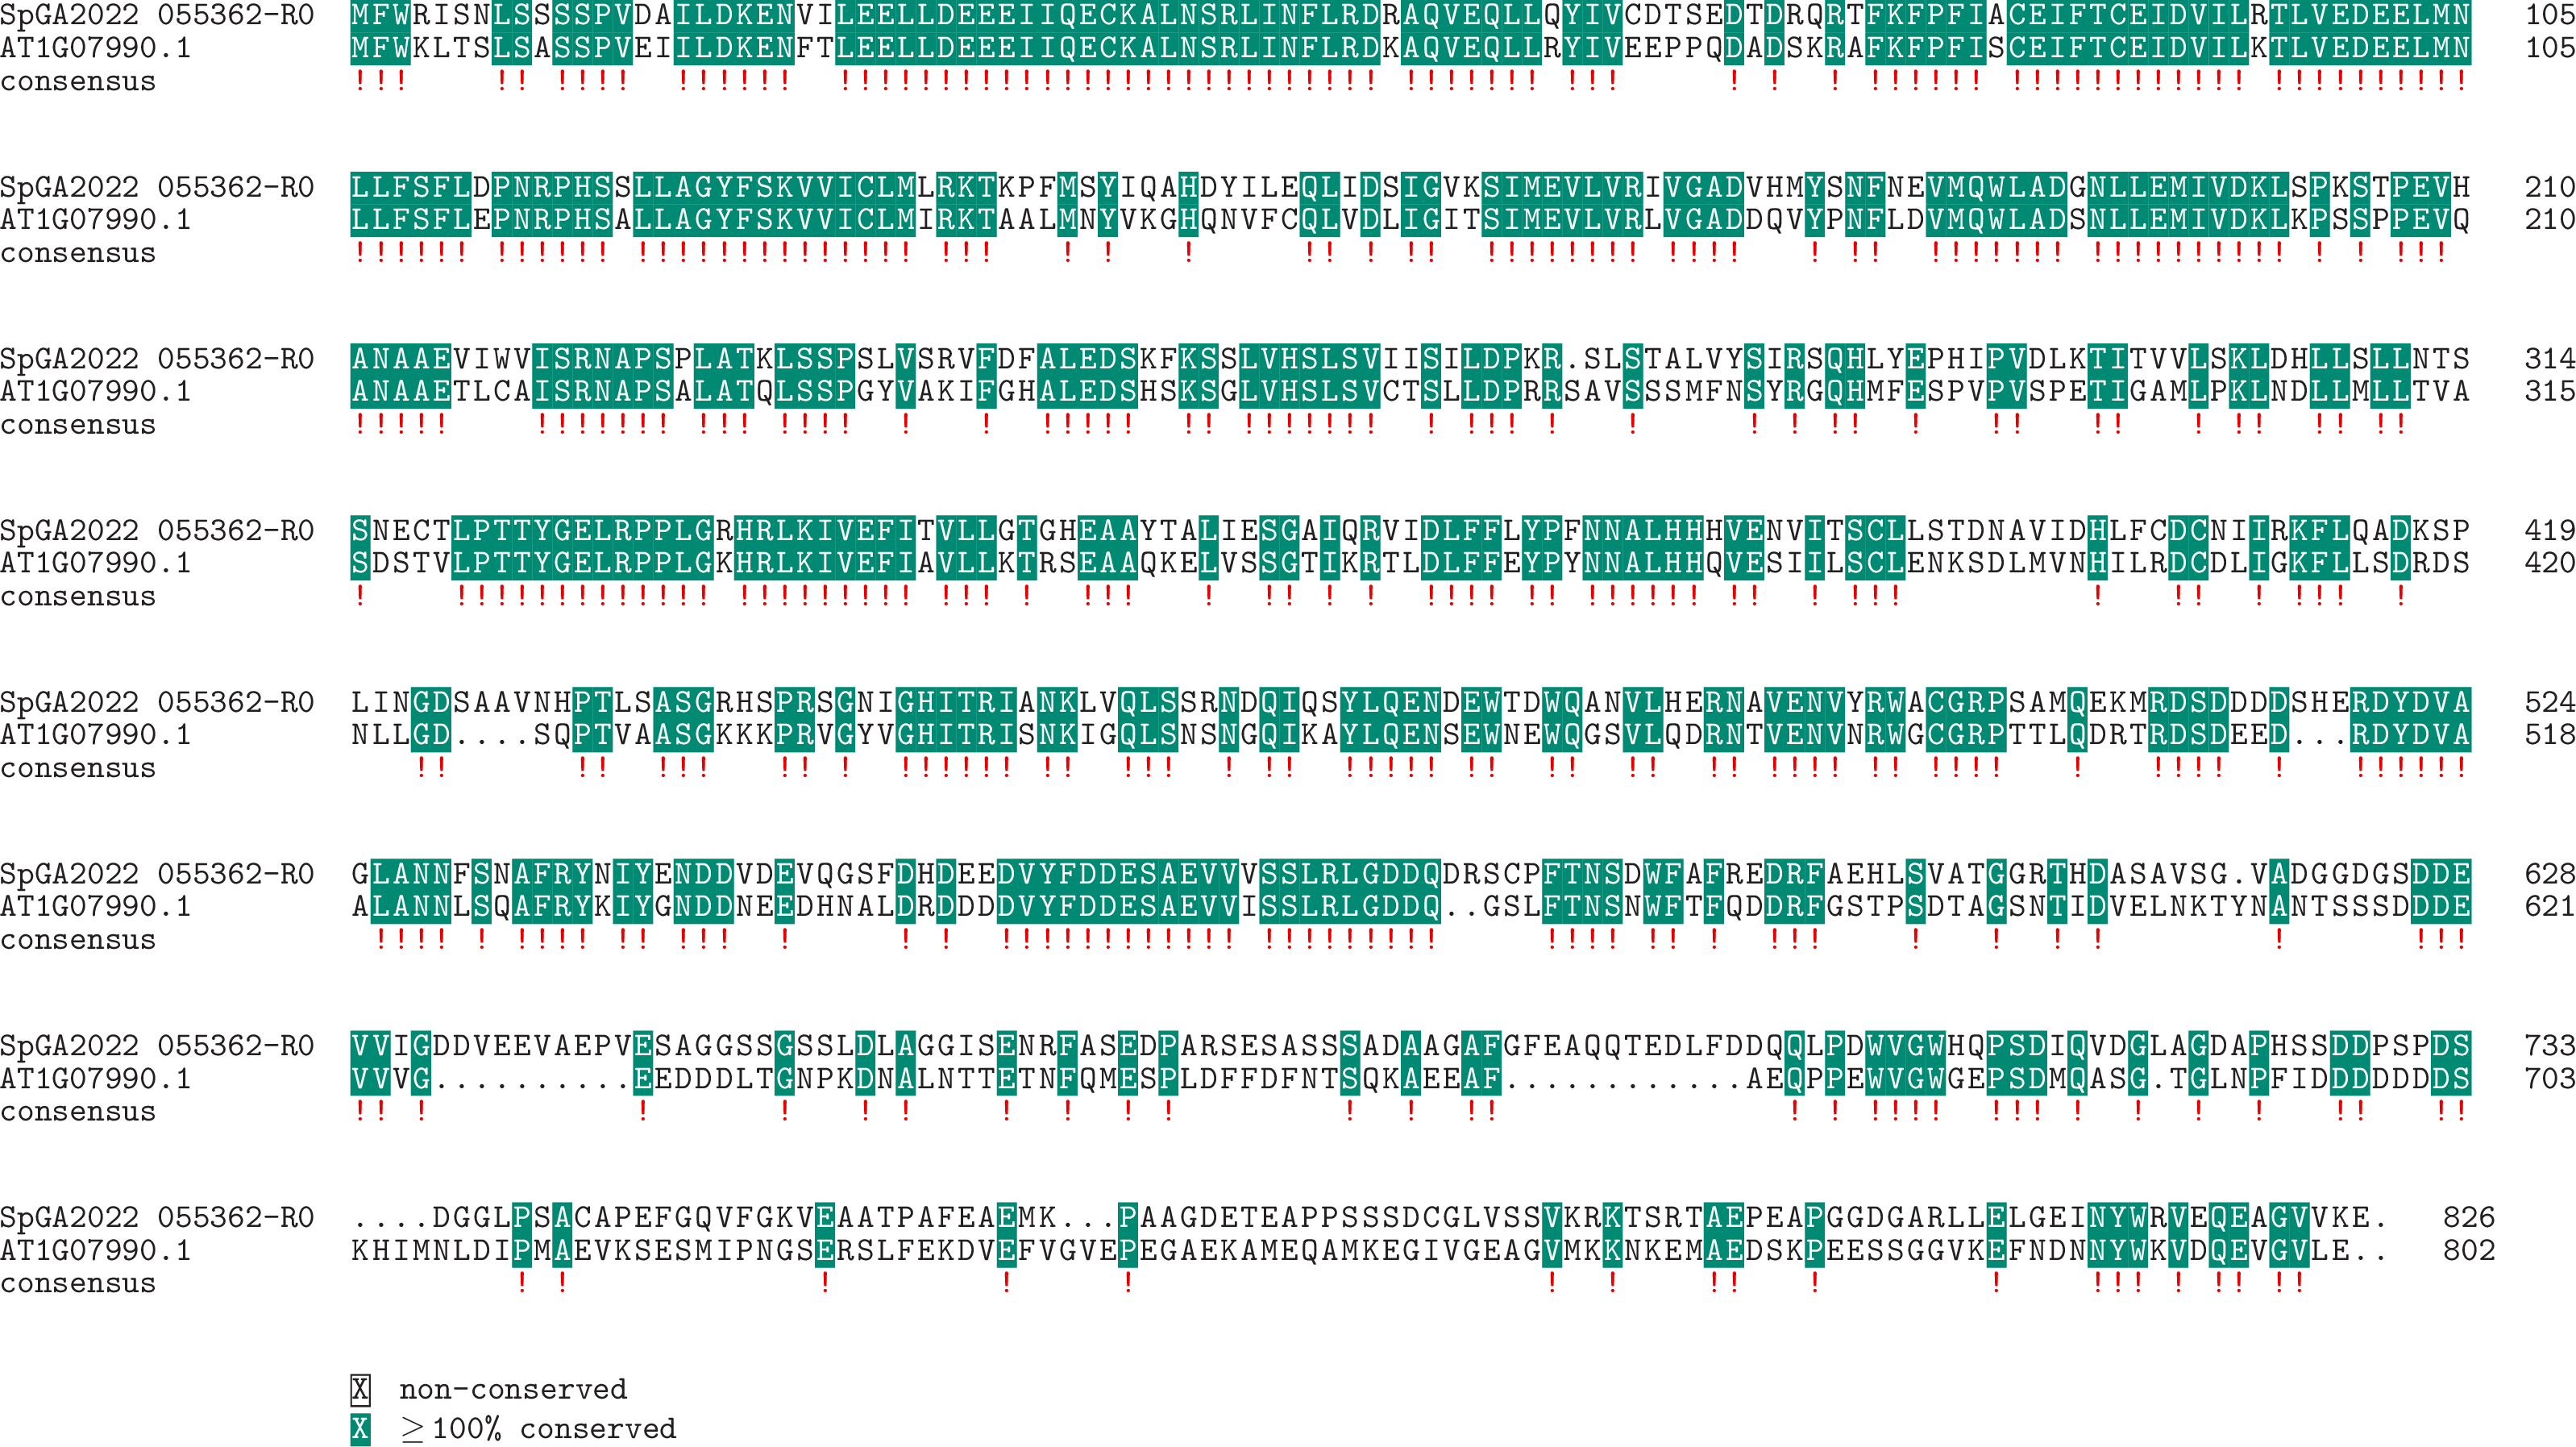 SpGA2022 055362-R0 MFWRISNLSSSSPVDAILDKENVILEELLDEEEIIQECKALNSRLINFLRDRAQVEQLLQYIVCDTSEDTDRQRTFKFPFIACEIFTCEIDVILRTLVEDEELMN 105
AT1G07990.1 MFWKLTSLSASSPVEIILDKENFTLEELLDEEEIIQECKALNSRLINFLRDKAQVEQLLRYIVEEPPQDADSKRAFKFPFISCEIFTCEIDVILKTLVEDEELMN 105
consensus !!! !! !!!! !!!!!! !!!!!!!!!!!!!!!!!!!!!!!!!!! !!!!!!! !!! ! ! ! !!!!!! !!!!!!!!!!!! !!!!!!!!!!
SpGA2022 055362-R0 LLFSFLDPNRPHSSLLAGYFSKVVICLMLRKTKPFMSYIQAHDYILEQLIDSIGVKSIMEVLVRIVGADVHMYSNFNEVMQWLADGNLLEMIVDKLSPKSTPEVH 210
AT1G07990.1 LLFSFLEPNRPHSALLAGYFSKVVICLMIRKTAALMNYVKGHQNVFCQLVDLIGITSIMEVLVRLVGADDQVYPNFLDVMQWLADSNLLEMIVDKLKPSSPPEVQ 210
consensus !!!!!! !!!!!! !!!!!!!!!!!!!! !!! ! ! ! !! ! !! !!!!!!!! !!!! ! !! !!!!!!! !!!!!!!!!! ! ! !!!
SpGA2022 055362-R0 ANAAEVIWVISRNAPSPLATKLSSPSLVSRVFDFALEDSKFKSSLVHSLSVIISILDPKR.SLSTALVYSIRSQHLYEPHIPVDLKTITVVLSKLDHLLSLLNTS 314
AT1G07990.1 ANAAETLCAISRNAPSALATQLSSPGYVAKIFGHALEDSHSKSGLVHSLSVCTSLLDPRRSAVSSSMFNSYRGQHMFESPVPVSPETIGAMLPKLNDLLMLLTVA 315
consensus !!!!! !!!!!!! !!! !!!! ! ! !!!!! !! !!!!!!! ! !!! ! ! ! ! !! ! !! !! ! !! !! !!
SpGA2022 055362-R0 SNECTLPTTYGELRPPLGRHRLKIVEFITVLLGTGHEAAYTALIESGAIQRVIDLFFLYPFNNALHHHVENVITSCLLSTDNAVIDHLFCDCNIIRKFLQADKSP 419
AT1G07990.1 SDSTVLPTTYGELRPPLGKHRLKIVEFIAVLLKTRSEAAQKELVSSGTIKRTLDLFFEYPYNNALHHQVESIILSCLENKSDLMVNHILRDCDLIGKFLLSDRDS 420
consensus ! !!!!!!!!!!!!! !!!!!!!!! !!! ! !!! ! !! ! ! !!!! !! !!!!!! !! ! !!! ! !! ! !!! !
SpGA2022 055362-R0 LINGDSAAVNHPTLSASGRHSPRSGNIGHITRIANKLVQLSSRNDQIQSYLQENDEWTDWQANVLHERNAVENVYRWACGRPSAMQEKMRDSDDDDSHERDYDVA 524
AT1G07990.1 NLLGD....SQPTVAASGKKKPRVGYVGHITRISNKIGQLSNSNGQIKAYLQENSEWNEWQGSVLQDRNTVENVNRWGCGRPTTLQDRTRDSDEED...RDYDVA 518
consensus !! !! !!! !! ! !!!!!! !! !!! ! !! !!!!! !! !! !! !! !!!! !! !!!! ! !!!! ! !!!!!!
SpGA2022 055362-R0 GLANNFSNAFRYNIYENDDVDEVQGSFDHDEEDVYFDDESAEVVVSSLRLGDDQDRSCPFTNSDWFAFREDRFAEHLSVATGGRTHDASAVSG.VADGGDGSDDE 628
AT1G07990.1 ALANNLSQAFRYKIYGNDDNEEDHNALDRDDDDVYFDDESAEVVISSLRLGDDQ..GSLFTNSNWFTFQDDRFGSTPSDTAGSNTIDVELNKTYNANTSSSDDDE 621
consensus !!!! ! !!!! !! !!! ! ! ! !!!!!!!!!!!! !!!!!!!!! !!!! !! ! !!! ! ! ! ! ! !!!
SpGA2022 055362-R0 VVIGDDVEEVAEPVESAGGSSGSSLDLAGGISENRFASEDPARSESASSSSADAAGAFGFEAQQTEDLFDDQQLPDWVGWHQPSDIQVDGLAGDAPHSSDDPSPDS 733
AT1G07990.1 VVVG..........EEDDDLTGNPKDNALNTTETNFQMESPLDFFDFNTSQKAEEAF............AEQPPEWVGWGEPSDMQASG.TGLNPFIDDDDDDDS 703
consensus !! ! ! ! ! ! ! ! ! ! ! ! !! ! ! !!!! !!! ! ! ! ! !! !!
SpGA2022 055362-R0 ....DGGLPSACAPEFGQVFGKVEAATPAFEAEMK...PAAGDETEAPPSSSSDCGLVSSVKRKTSRTAEPEAPGGDGARLLELGEINYWRVEQEAGVVKE. 826
AT1G07990.1 KHIMNLDIPMAEVKSESMIPNGSERSLFEKDVEFVGVEPEGAEKAMEQAMKEGIVGEAGVMKKNKEMAEDSKPEESSGGVKEFNDNNYWKVDQEVGVLE.. 802
consensus ! ! ! ! ! ! ! !! ! ! !!! ! !! !!
X non-conserved
X ≥100% conserved